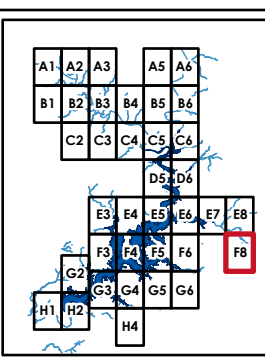 A1 A2 A3 A5 A6
B1 B2 B3 B4 B5 B6
C2 C3 C4 C5 C6
D5 D6
E3 E4 E5 E6 E7 E8
F3 F4 F5 F6 F8
G2 G3 G4 G5 G6
H1 H2 H4